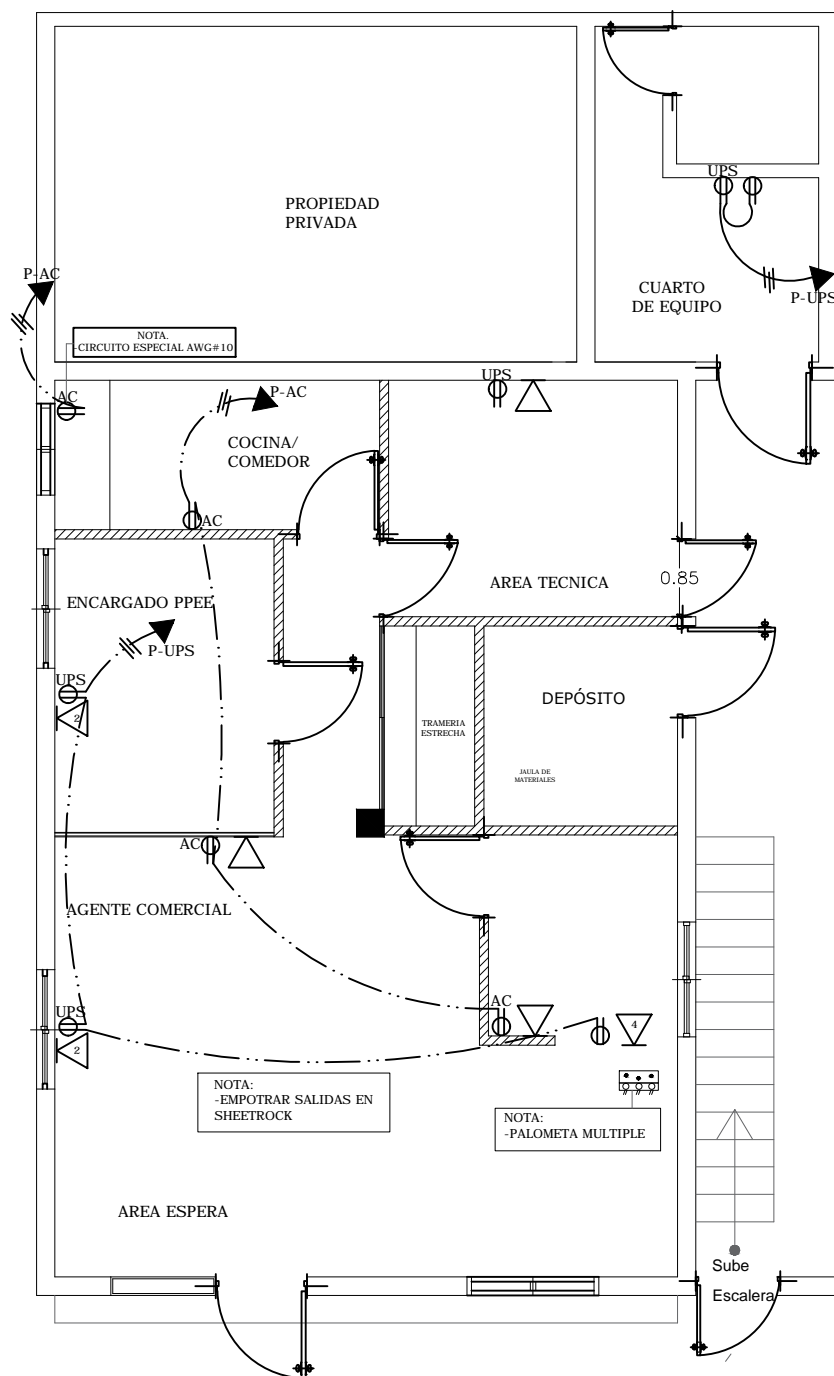 UPS
PROPIEDAD
PRIVADA
P-AC
CUARTO
DE EQUIPO
P-UPS
NOTA.
-CIRCUITO ESPECIAL AWG#10
UPS
AC
P-AC
COCINA/
COMEDOR
AC
AREA TECNICA
0.85
ENCARGADO PPEE
P-UPS
UPS
2
DEPÓSITO
TRAMERIA
ESTRECHA
JAULA DE
MATERIALES
AC
AGENTE COMERCIAL
AC
UPS
4
2
NOTA:
-EMPOTRAR SALIDAS EN
SHEETROCK
NOTA:
-PALOMETA MULTIPLE
AREA ESPERA
Sube
Escalera